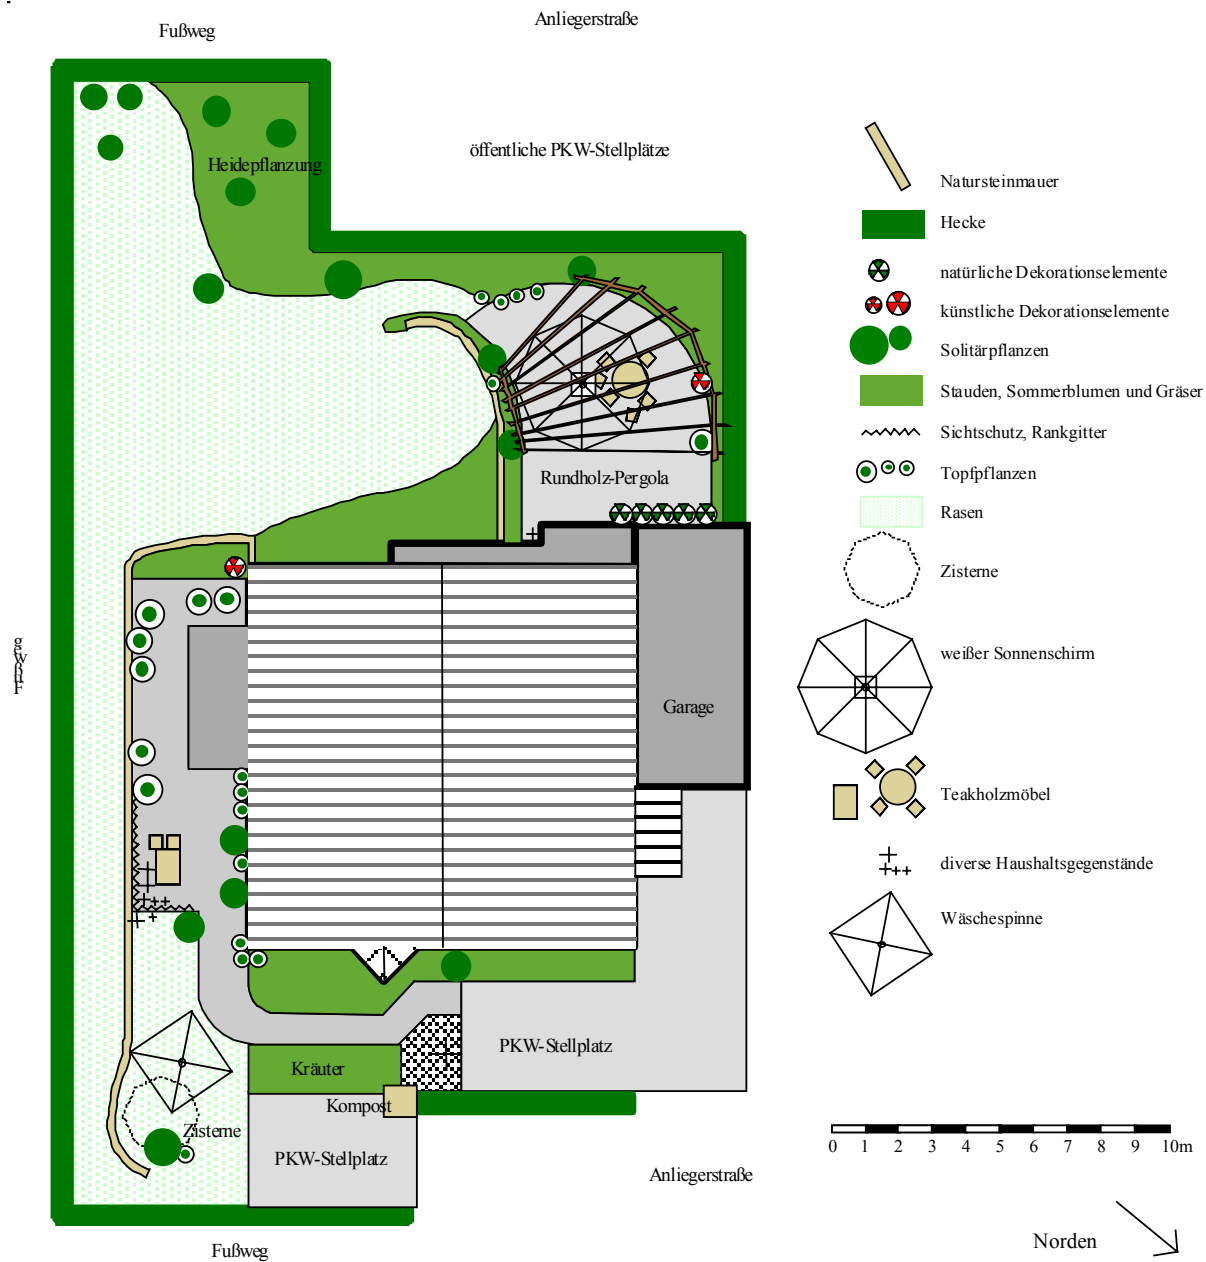 Anliegerstraße
Fußweg
öffentliche PKW-Stellplätze
Heidepflanzung
Natursteinmauer
Hecke
natürliche Dekorationselemente
künstliche Dekorationselemente
Solitärpflanzen
Stauden, Sommerblumen und Gräser
Sichtschutz, Rankgitter
Rundholz-Pergola
Topfpflanzen
Rasen
Zisterne
Fußweg
weißer Sonnenschirm
Garage
Teakholzmöbel
diverse Haushaltsgegenstände
Wäschespinne
PKW-Stellplatz
Kräuter
Kompost
Zisterne
PKW-Stellplatz
Anliegerstraße
0 1 2 3 4 5 6 7 8 9 10m
Norden
Fußweg